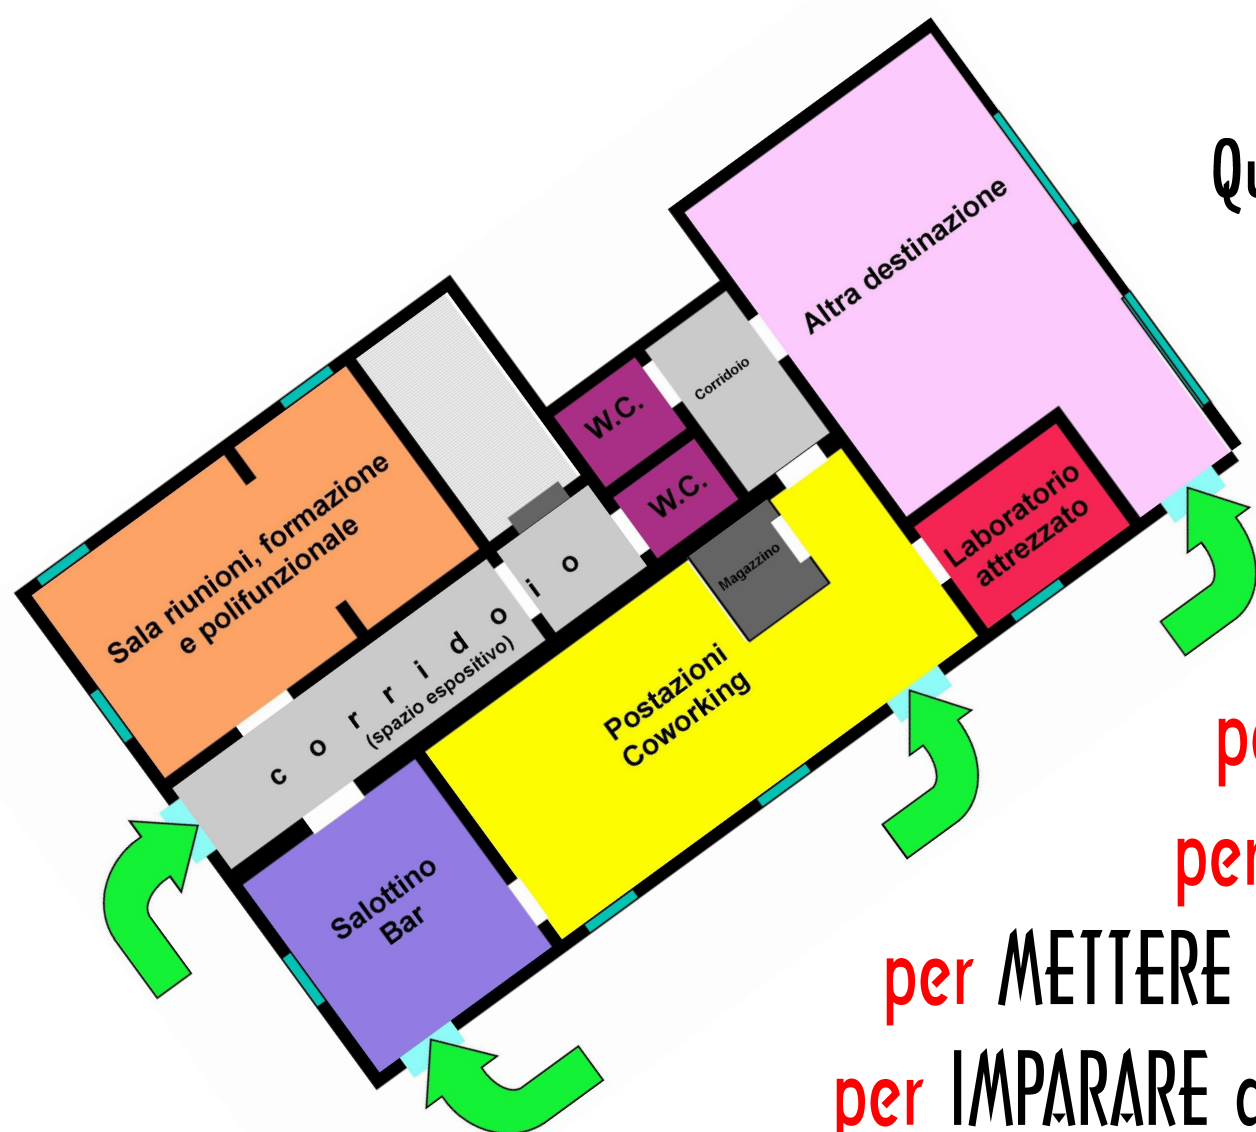 Altra destinazione
Corridoio
W.C.
W.C.
Sala riunioni, formazione
e polifunzionale
Laboratorio
attrezzato
Magazzino
corridoio
(spazio espositivo)
Postazioni
Coworking
Salottino
Bar
per METTERE
per IMPARARE